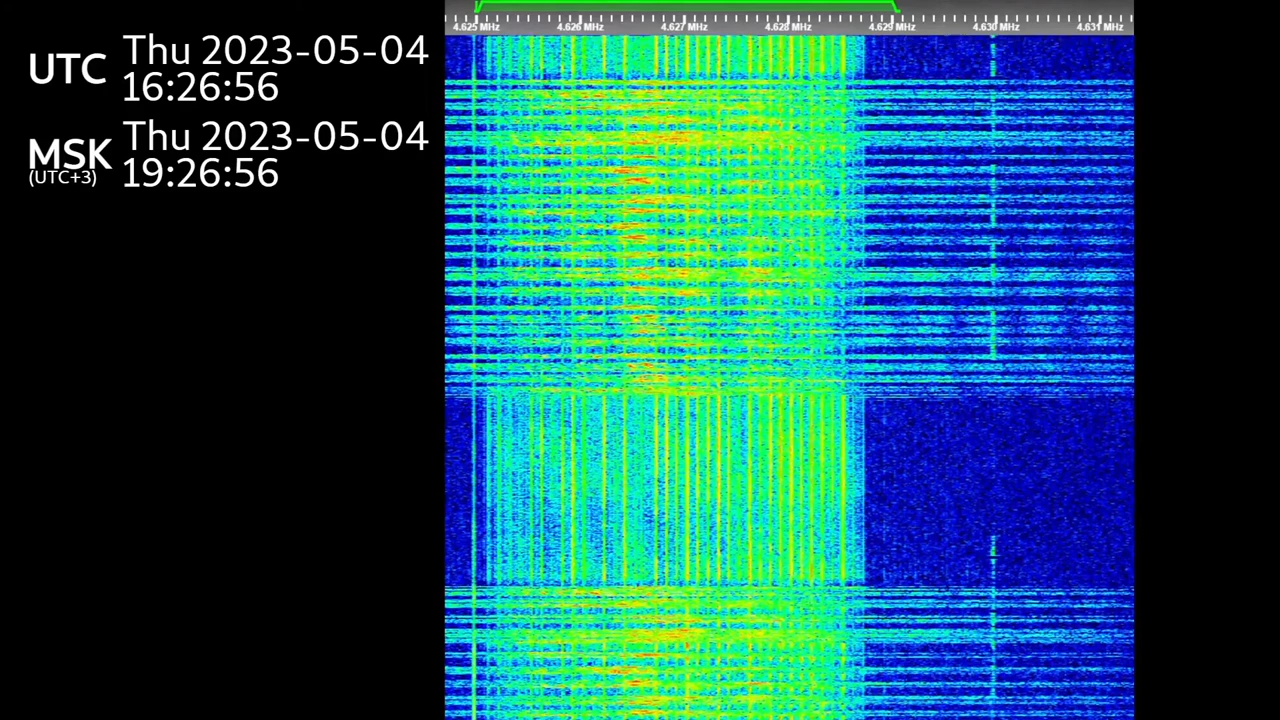 UTC Thu 2023-05-04
16:26:56
MSK Thu 2023-05-04
(UTC+3) 19:26:56
4.625 MHz 4.626 MHz 4.627 MHz 4.628 MHz 4.629 MHz 4.630 MHz 4.631 MHz